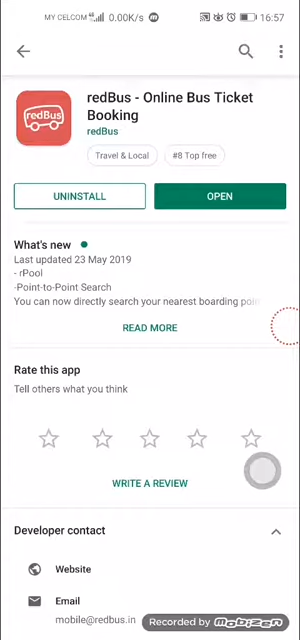 MY CELCOM 4G 0.00K/s 16:57
redBus
redBus - Online Bus Ticket
Booking
redBus
Travel & Local
#8 Top free
UNINSTALL
OPEN
What's new
Last updated 23 May 2019
- rPool
-Point-to-Point Search
You can now directly search your nearest boarding poi
READ MORE
Rate this app
Tell others what you think
WRITE A REVIEW
Developer contact
Website
Email
mobile@redbus.in
Recorded by MOBIZEN